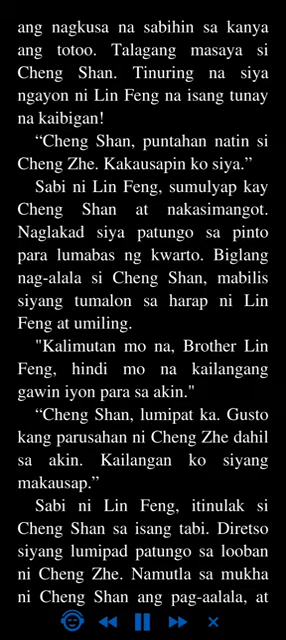 ang nagkusa na sabihin sa kanya
ang totoo. Talagang masaya si
Cheng Shan. Tinuring na siya
ngayon ni Lin Feng na isang tunay
na kaibigan!
“Cheng Shan, puntahan natin si
Cheng Zhe. Kakausapin ko siya.”
Sabi ni Lin Feng, sumulyap kay
Cheng Shan at nakasimangot.
Naglakad siya patungo sa pinto
para lumabas ng kwarto. Biglang
nag-alala si Cheng Shan, mabilis
siyang tumalon sa harap ni Lin
Feng at umiling.
"Kalimutan mo na, Brother Lin
Feng, hindi mo na kailangang
gawin iyon para sa akin."
“Cheng Shan, lumipat ka. Gusto
kang parusahan ni Cheng Zhe dahil
sa akin. Kailangan ko siyang
makausap.”
Sabi ni Lin Feng, itinulak si
Cheng Shan sa isang tabi. Diretso
siyang lumipad patungo sa looban
ni Cheng Zhe. Namutla sa mukha
ni Cheng Shan ang pag-aalala, at